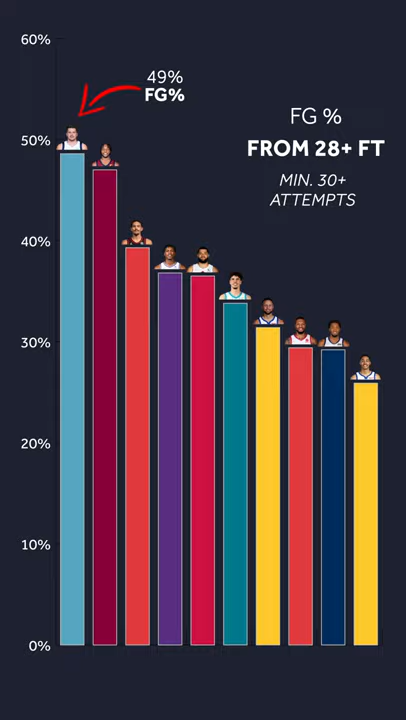 60%
49%
FG%
FG %
FROM 28+ FT
MIN. 30+
ATTEMPTS
50%
40%
30%
20%
10%
0%